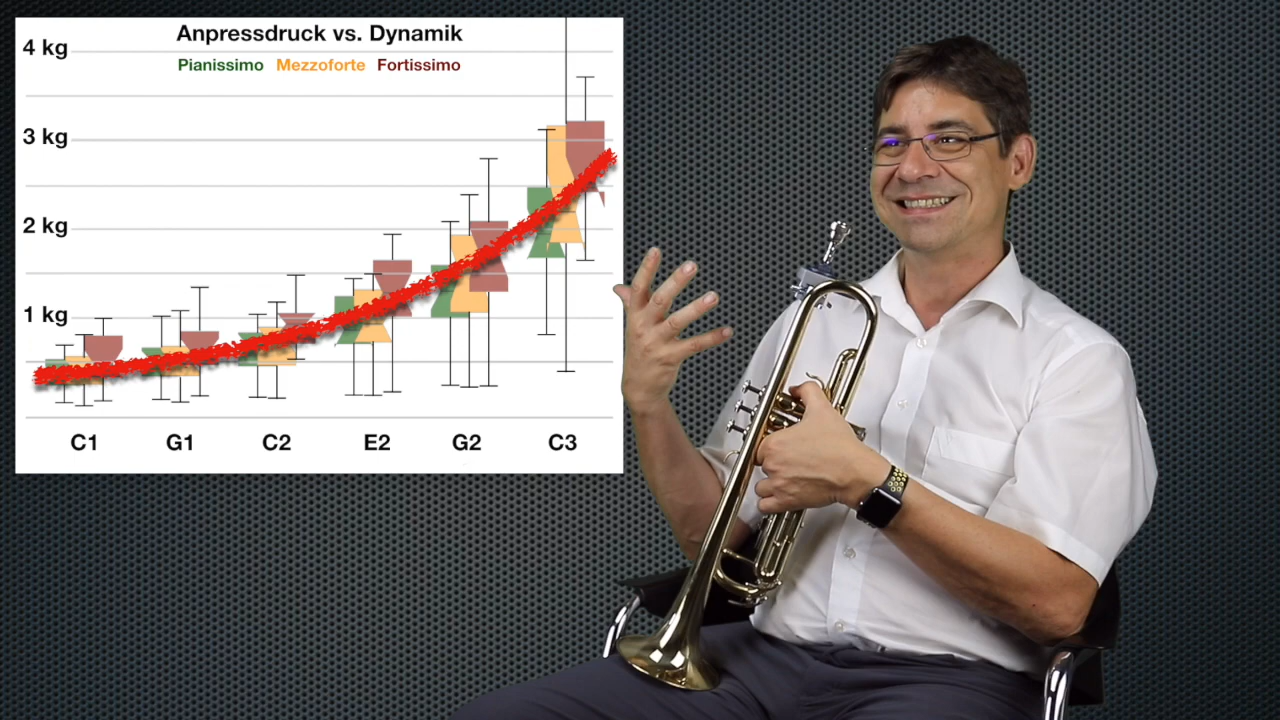 Anpressdruck vs. Dynamik
Pianissimo Mezzoforte Fortissimo
4 kg
3 kg
2 kg
1 kg
C1 G1 C2 E2 G2 C3